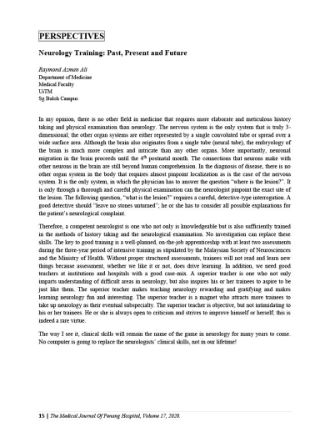 PERSPECTIVES
Neurology Training: Past, Present and Future
Raymond Azman Ali
Department of Medicine
Medical Faculty
UiTM
Sg Buloh Campus
In my opinion, there is no other field in medicine that requires more elaborate and meticulous history
taking and physical examination than neurology. The nervous system is the only system that is truly 3-
dimensional; the other organ systems are either represented by a single convoluted tube or spread over a
wide surface area. Although the brain also originates from a single tube (neural tube), the embryology of
the brain is much more complex and intricate than any other organs. More importantly, neuronal
migration in the brain proceeds until the 4th postnatal month. The connections that neurons make with
other neurons in the brain are still beyond human comprehension. In the diagnosis of disease, there is no
other organ system in the body that requires almost pinpoint localization as is the case of the nervous
system. It is the only system, in which the physician has to answer the question "where is the lesion?". It
is only through a thorough and careful physical examination can the neurologist pinpoint the exact site of
the lesion. The following question, "what is the lesion?" requires a careful, detective-type interrogation. A
good detective should "leave no stones unturned"; he or she has to consider all possible explanations for
the patient's neurological complaint.
Therefore, a competent neurologist is one who not only is knowledgeable but is also sufficiently trained
in the methods of history taking and the neurological examination. No investigation can replace these
skills. The key to good training is a well-planned, on-the-job apprenticeship with at least two assessments
during the three-year period of intensive training as stipulated by the Malaysian Society of Neurosciences
and the Ministry of Health. Without proper structured assessments, trainees will not read and learn new
things because assessment, whether we like it or not, does drive learning. In addition, we need good
teachers at institutions and hospitals with a good case-mix. A superior teacher is one who not only
imparts understanding of difficult areas in neurology, but also inspires his or her trainees to aspire to be
just like them. The superior teacher makes teaching neurology rewarding and gratifying and makes
learning neurology fun and interesting. The superior teacher is a magnet who attracts more trainees to
take up neurology as their eventual subspecialty. The superior teacher is objective, but not intimidating to
his or her trainees. He or she is always open to criticism and strives to improve himself or herself; this is
indeed a rare virtue.
The way I see it, clinical skills will remain the name of the game in neurology for many years to come.
No computer is going to replace the neurologists' clinical skills, not in our lifetime!
15 | The Medical Journal Of Penang Hospital, Volume 17, 2020.